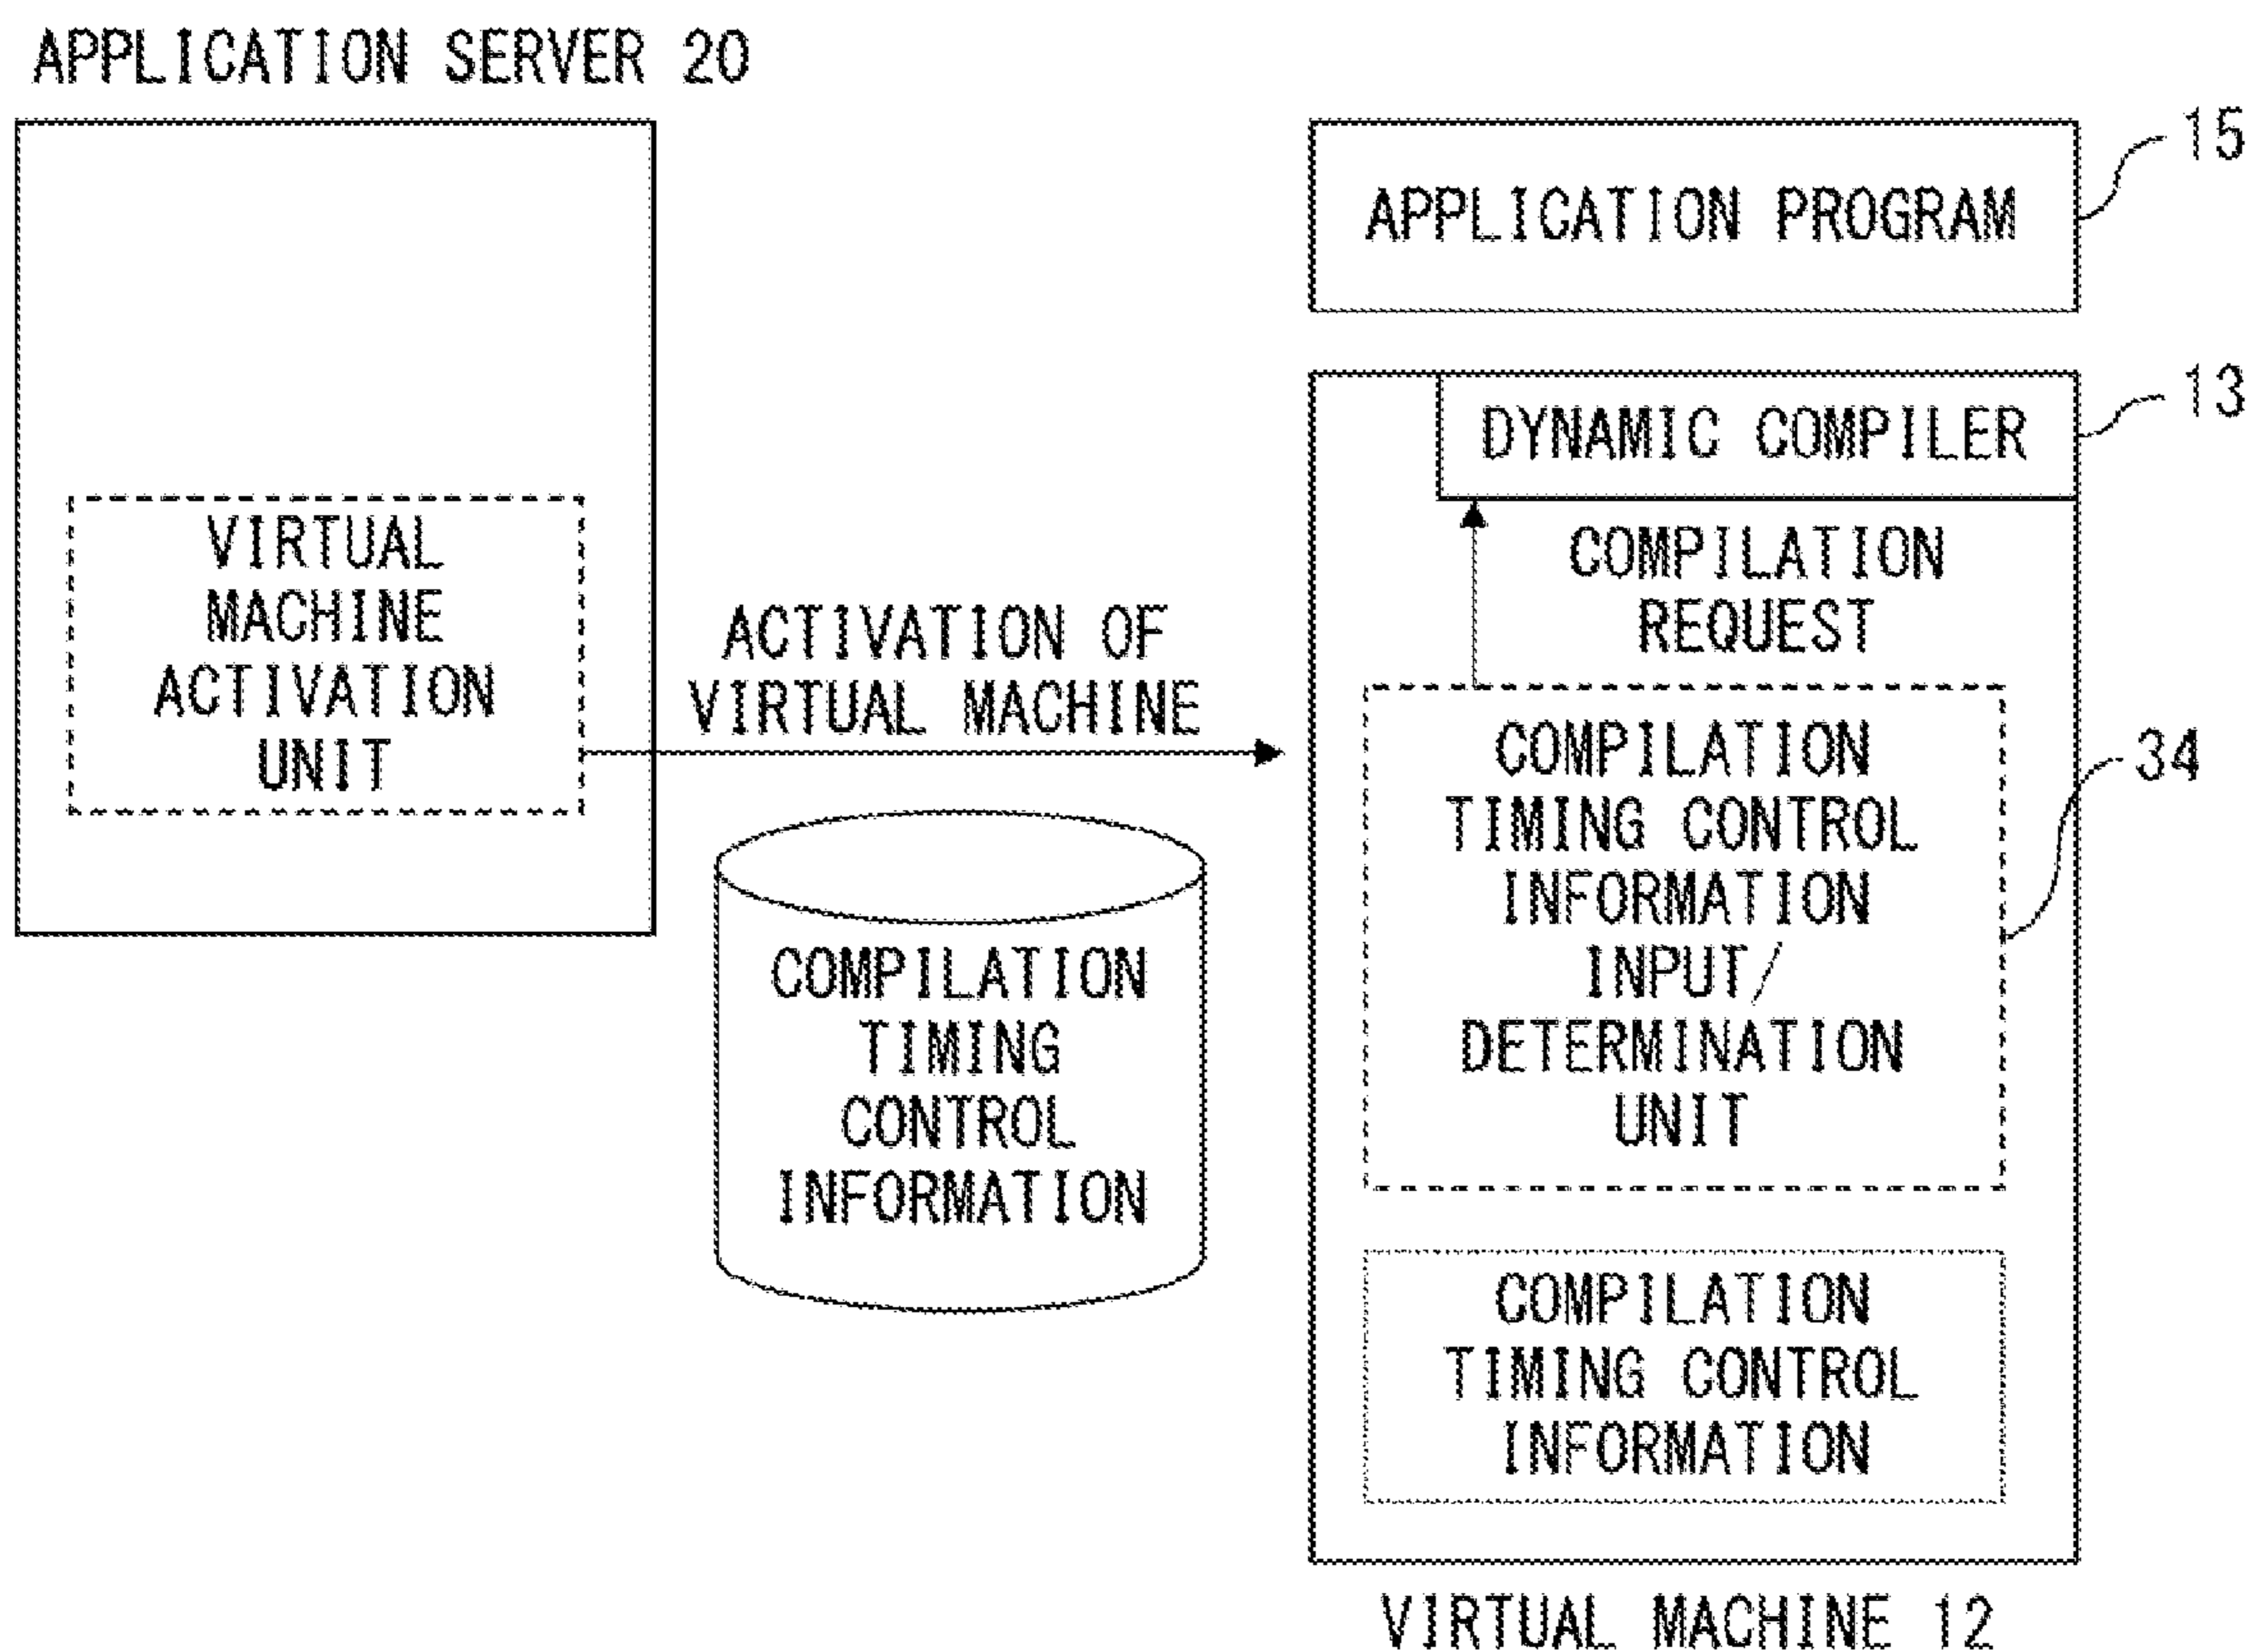 APPLICATION SERVER 20
VIRTUAL
MACHINE
ACTIVATION
UNIT
ACTIVATION OF
VIRTUAL MACHINE
COMPILATION
TIMING
CONTROL
INFORMATION
APPLICATION PROGRAM
15
DYNAMIC COMPILER
13
COMPILATION
REQUEST
COMPILATION
TIMING CONTROL
INFORMATION
INPUT/
DETERMINATION
UNIT
34
COMPILATION
TIMING CONTROL
INFORMATION
VIRTUAL MACHINE 12